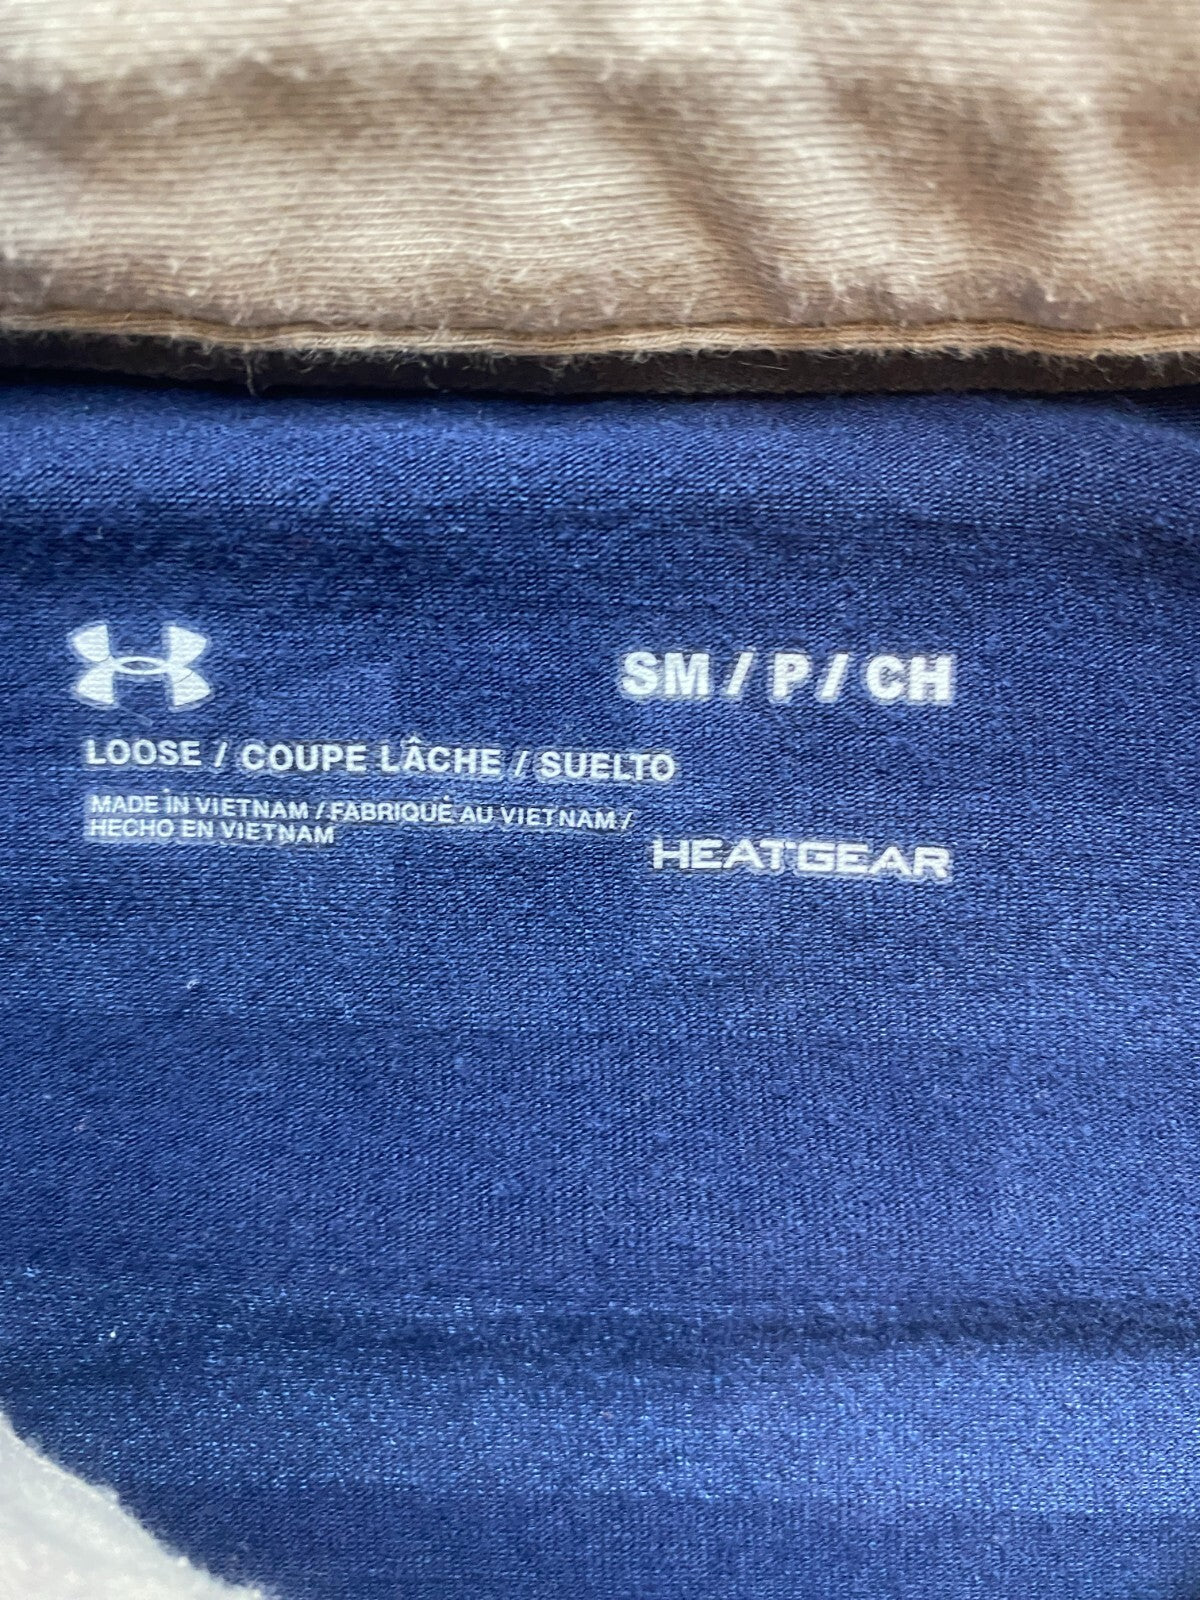 SM / P / CH
LOOSE / COUPE LÂCHE / SUELTO
MADE IN VIETNAM / FABRIQUÉ AU VIETNAM /
HECHO EN VIETNAM
HEATGEAR